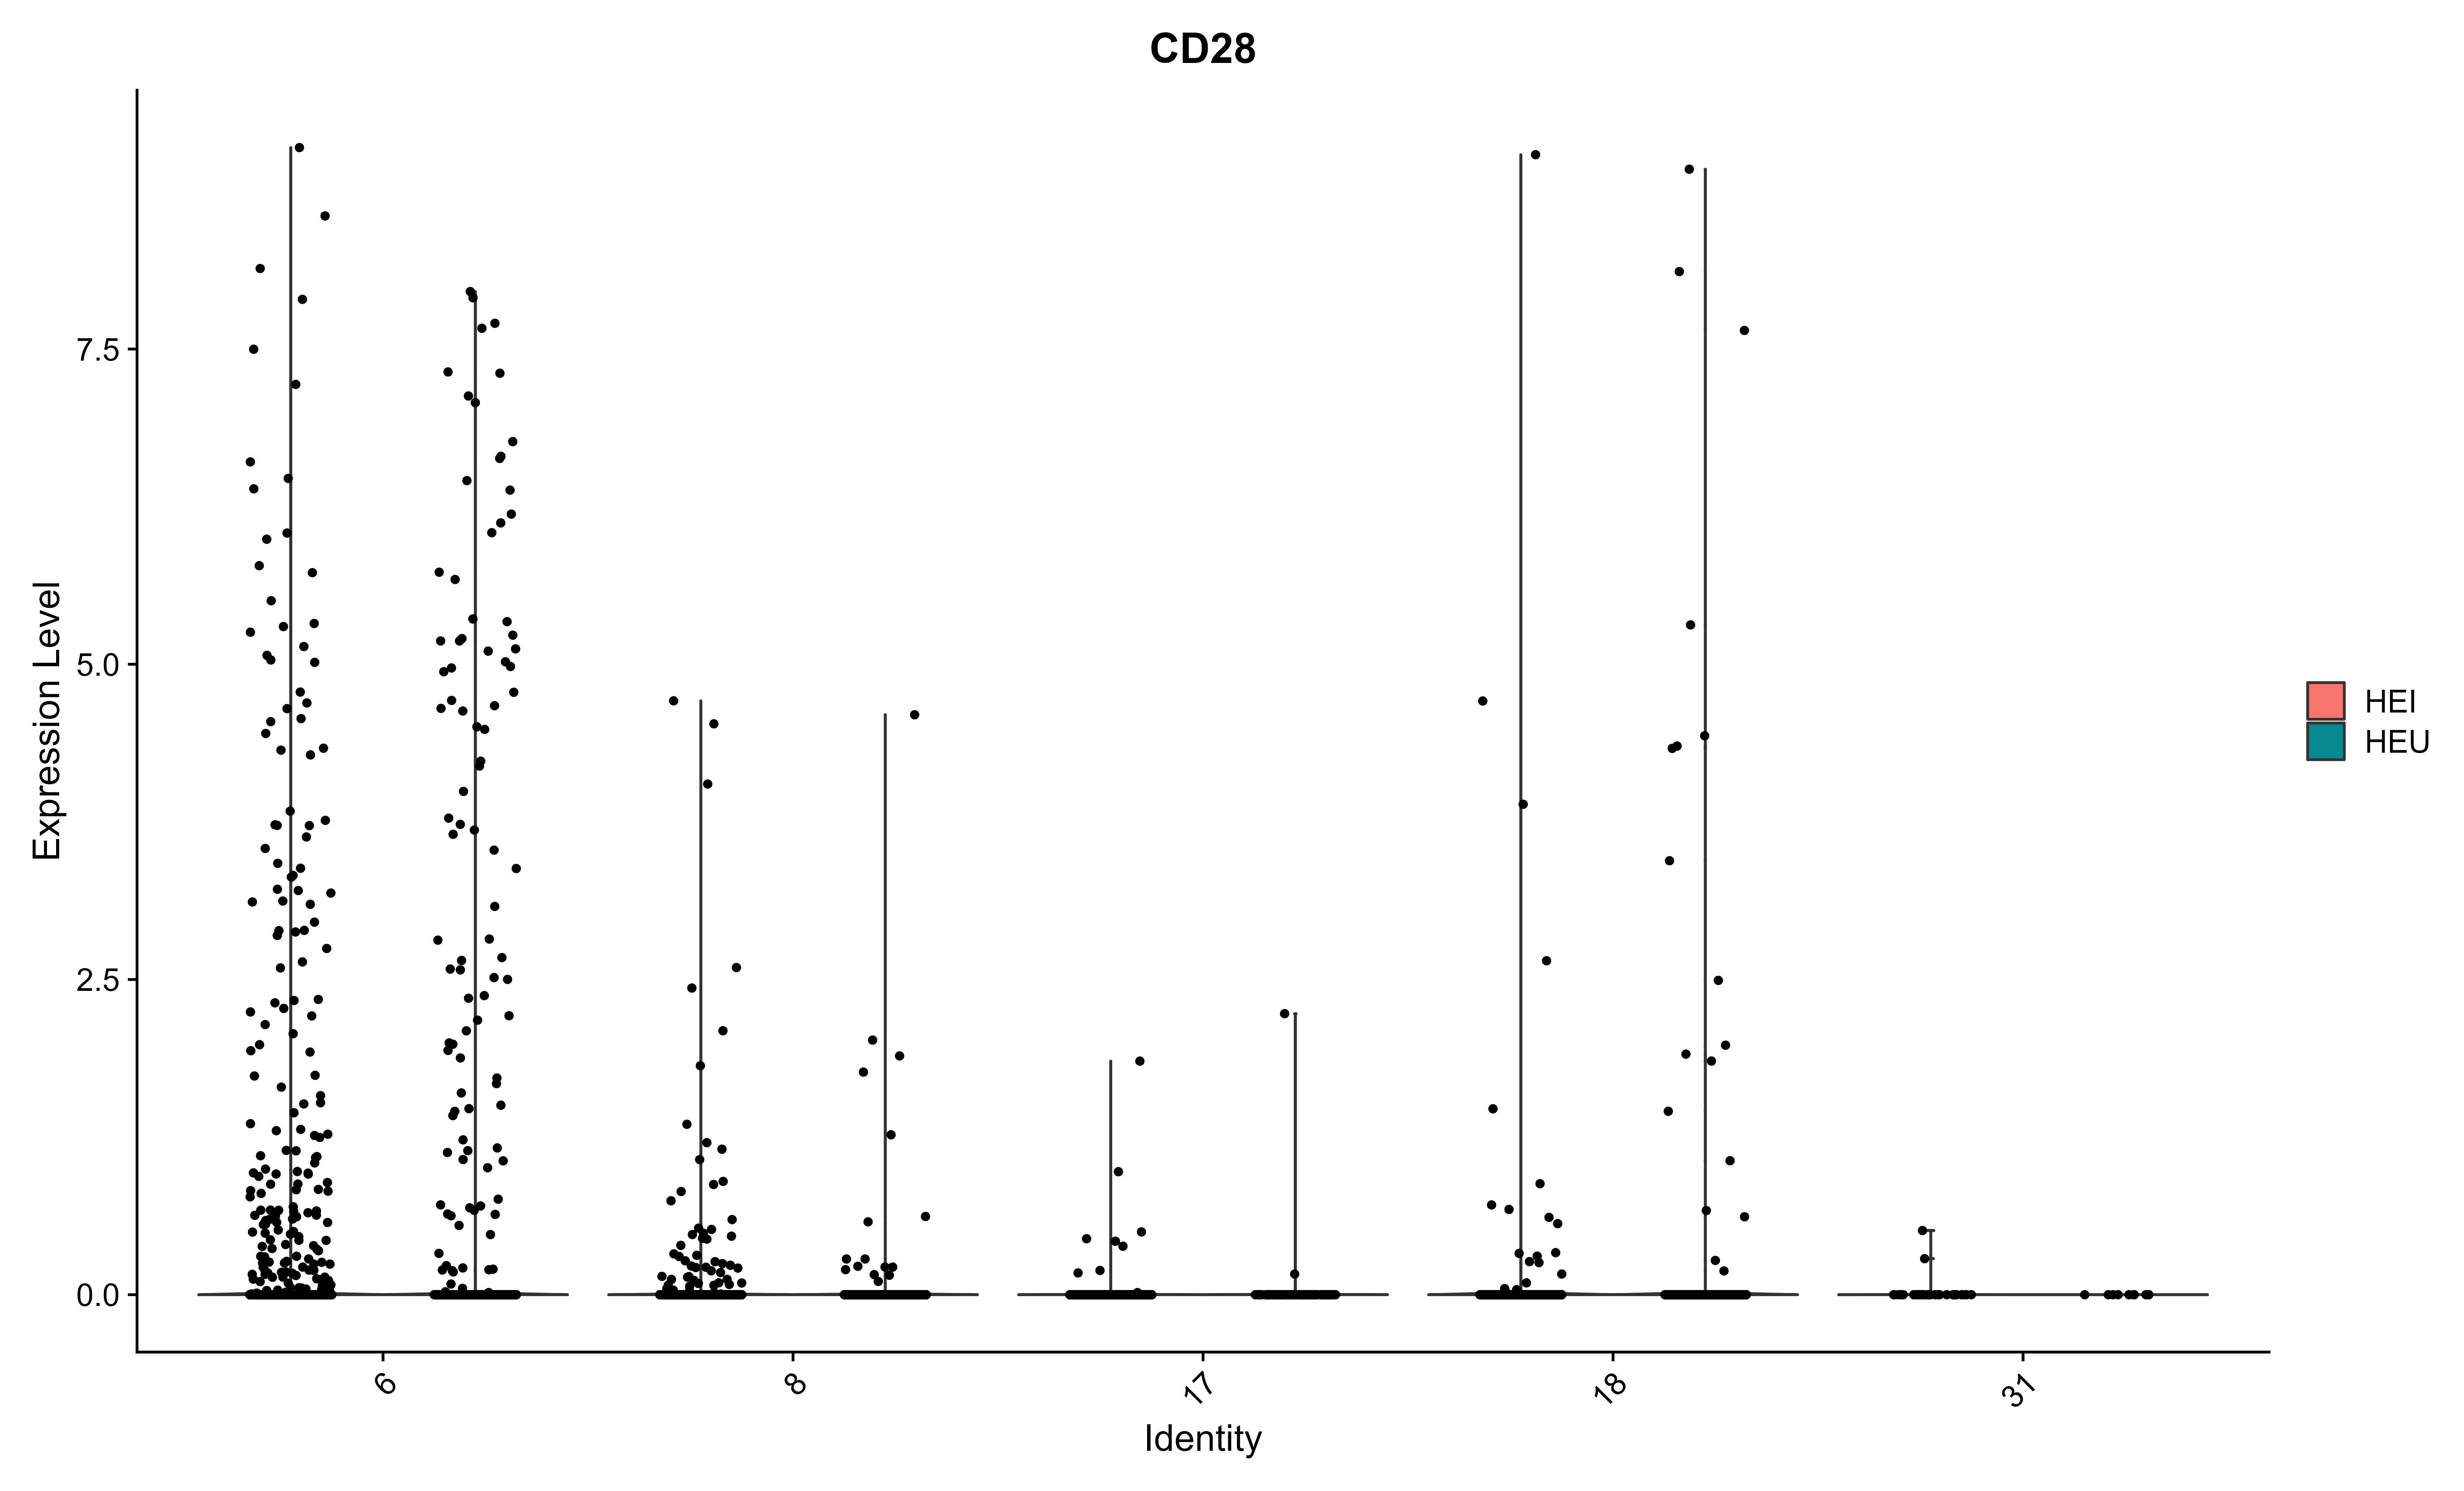 CD28
Expression Level
7.5
5.0
2.5
0.0
6
8
17
18
31
Identity
HEI
HEU